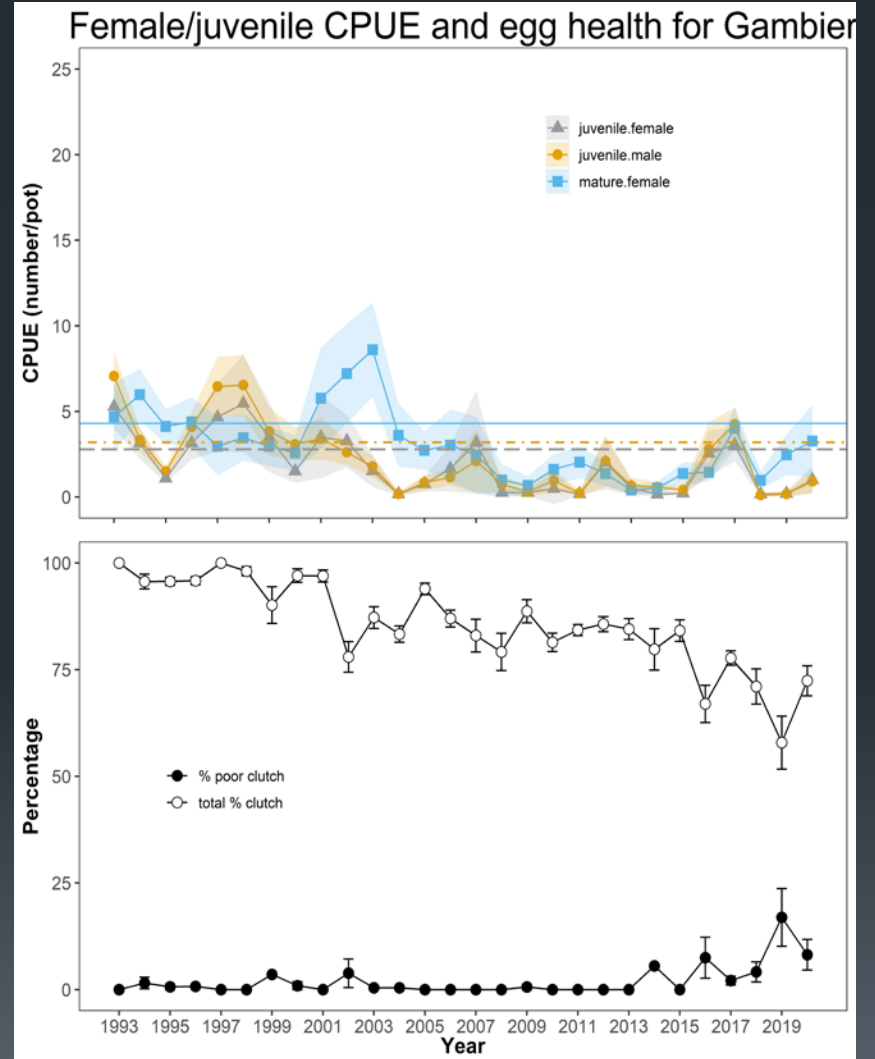 Female/juvenile CPUE and egg health for Gambier
CPUE (number/pot)
25
20
15
10
5
0
juvenile.female
juvenile.male
mature.female
Percentage
100
75
50
25
0
% poor clutch
total % clutch
1993 1995 1997 1999 2001 2003 2005 2007 2009 2011 2013 2015 2017 2019
Year